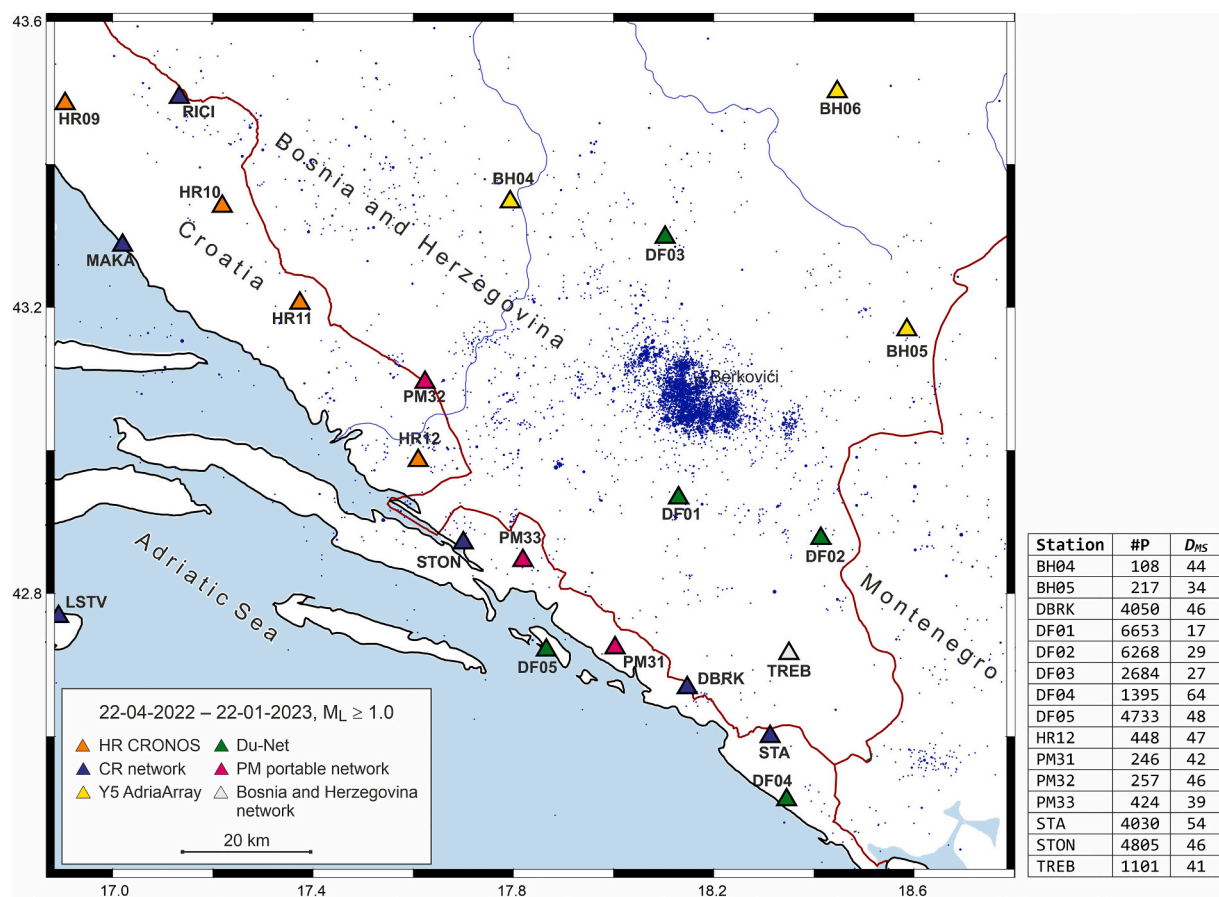 43.6
HR09
RICI
BH06
Bosnia and Herzegovina
HR10
BH04
Croatia
MAKA
DF03
43.2
HR11
BH05
Berkovići
PM32
HR12
DF01
PM33
STON
DF02
Adriatic Sea
Montenegro
42.8
LSTV
DF05
PM31
TREB
DBRK
STA
DF04
22-04-2022 – 22-01-2023, ML ≥ 1.0
HR CRONOS
Du-Net
CR network
PM portable network
Y5 AdriaArray
Bosnia and Herzegovina
network
20 km
17.0 17.4 17.8 18.2 18.6
Station #P DMS
BH04 108 44
BH05 217 34
DBRK 4050 46
DF01 6653 17
DF02 6268 29
DF03 2684 27
DF04 1395 64
DF05 4733 48
HR12 448 47
PM31 246 42
PM32 257 46
PM33 424 39
STA 4030 54
STON 4805 46
TREB 1101 41